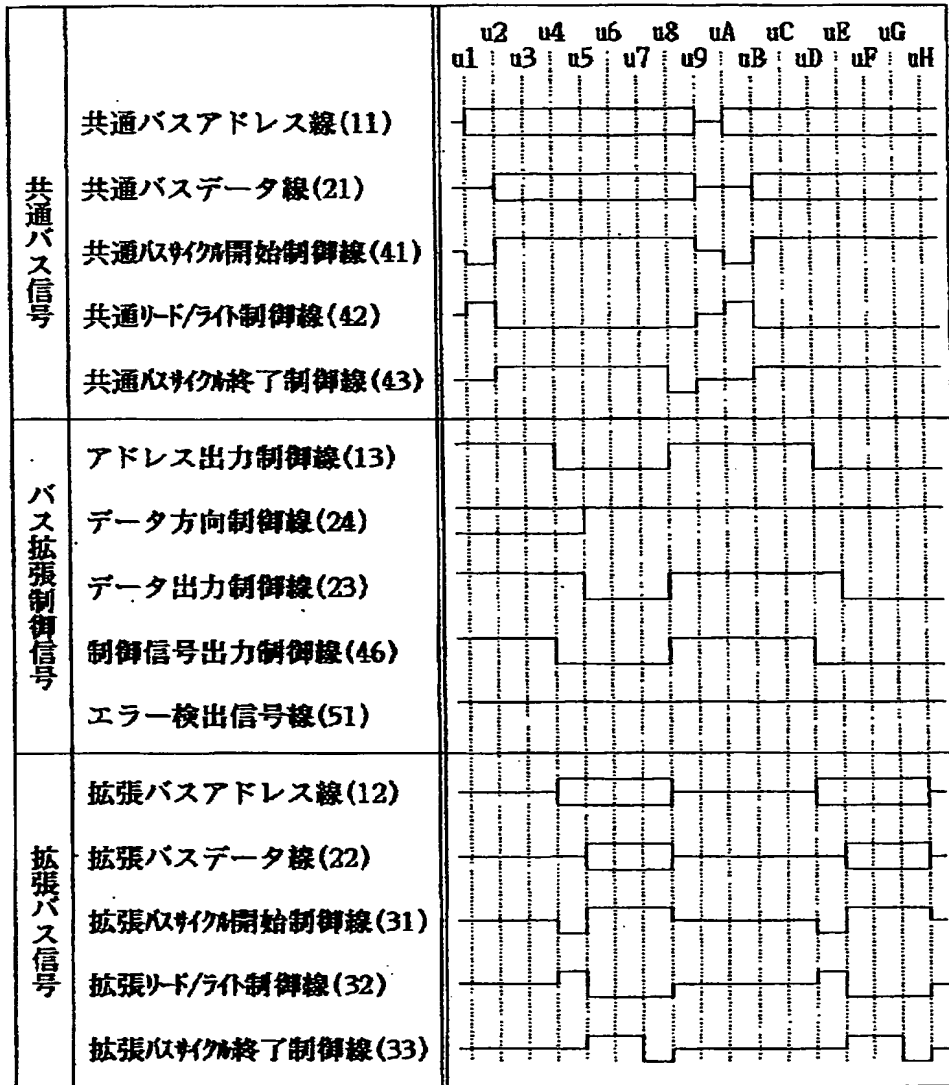 u2 u4 u6 u8 uA uC uE uG
u1 u3 u5 u7 u9 uB uD uF uH
共通バス信号
共通バスアドレス線(11)
共通バスデータ線(21)
共通バスサイクル開始制御線(41)
共通リード/ライト制御線(42)
共通バスサイクル終了制御線(43)
バス拡張制御信号
アドレス出力制御線(13)
データ方向制御線(24)
データ出力制御線(23)
制御信号出力制御線(46)
エラー検出信号線(51)
拡張バス信号
拡張バスアドレス線(12)
拡張バスデータ線(22)
拡張バスサイクル開始制御線(31)
拡張リード/ライト制御線(32)
拡張バスサイクル終了制御線(33)